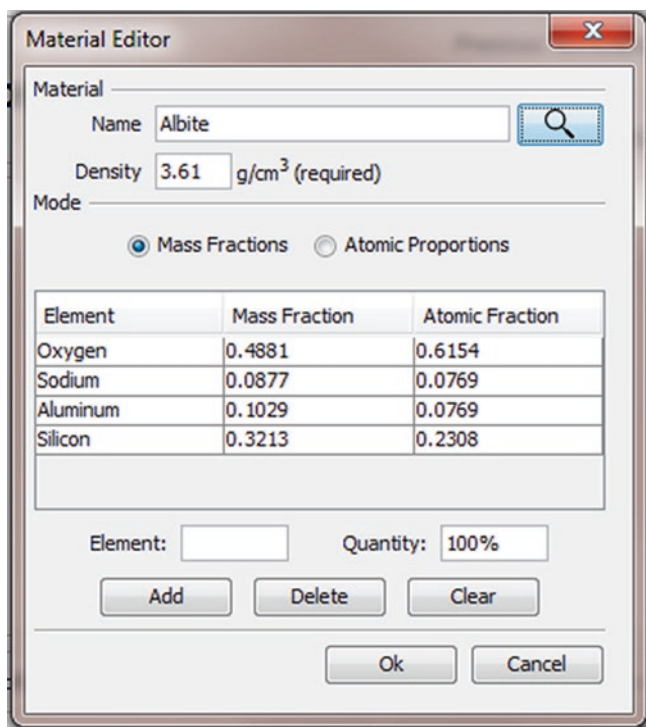 Material Editor
Material
Name Albite
Density 3.61 g/cm³ (required)
Mode
Mass Fractions Atomic Proportions
Element Mass Fraction Atomic Fraction
Oxygen 0.4881 0.6154
Sodium 0.0877 0.0769
Aluminum 0.1029 0.0769
Silicon 0.3213 0.2308
Element: Quantity: 100%
Add Delete Clear
Ok Cancel